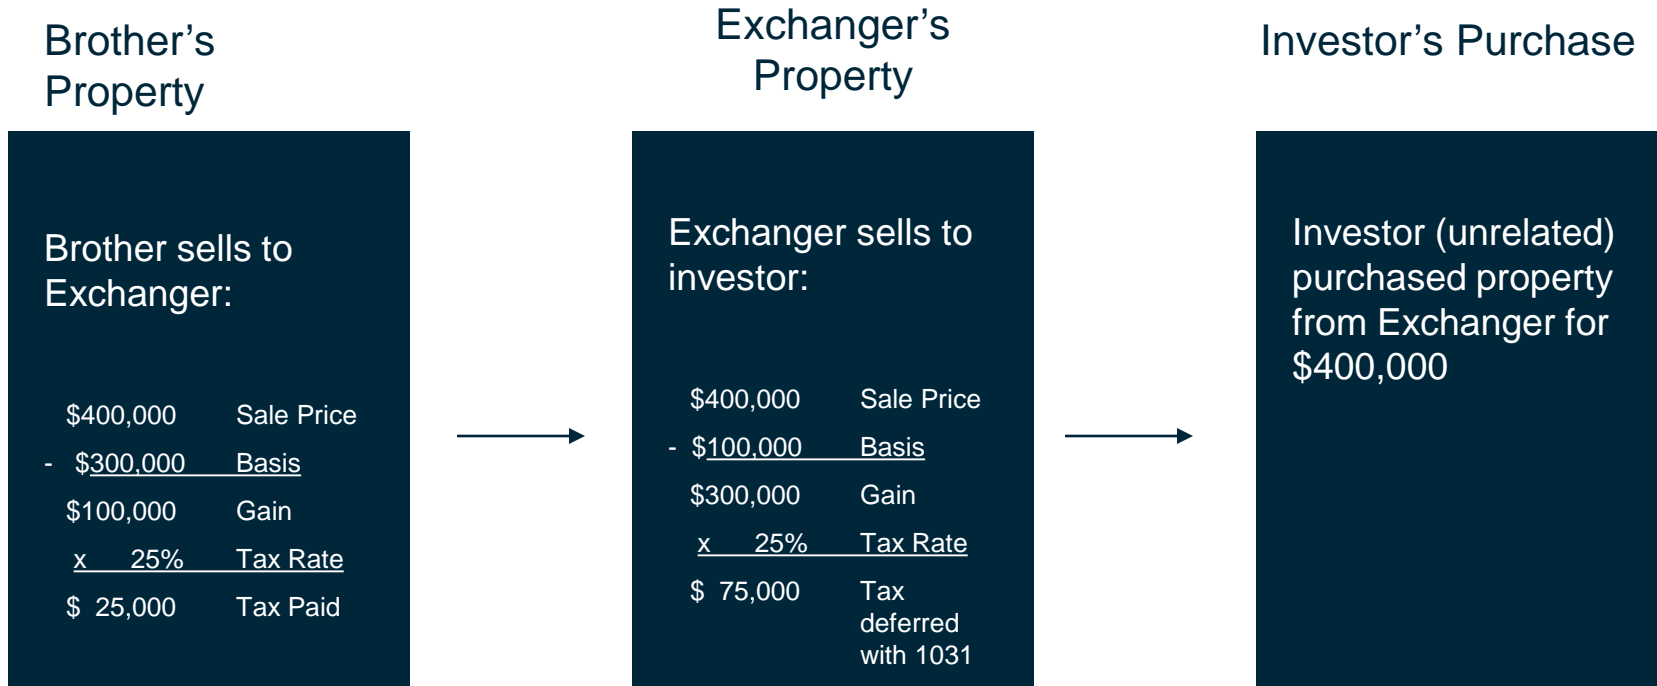 Brother’s
Property
Brother sells to
Exchanger:
$400,000 Sale Price
- $300,000 Basis
$100,000 Gain
x 25% Tax Rate
$ 25,000 Tax Paid
Exchanger’s
Property
Exchanger sells to
investor:
$400,000 Sale Price
- $100,000 Basis
$300,000 Gain
x 25% Tax Rate
$ 75,000 Tax
deferred
with 1031
Investor’s Purchase
Investor (unrelated)
purchased property
from Exchanger for
$400,000